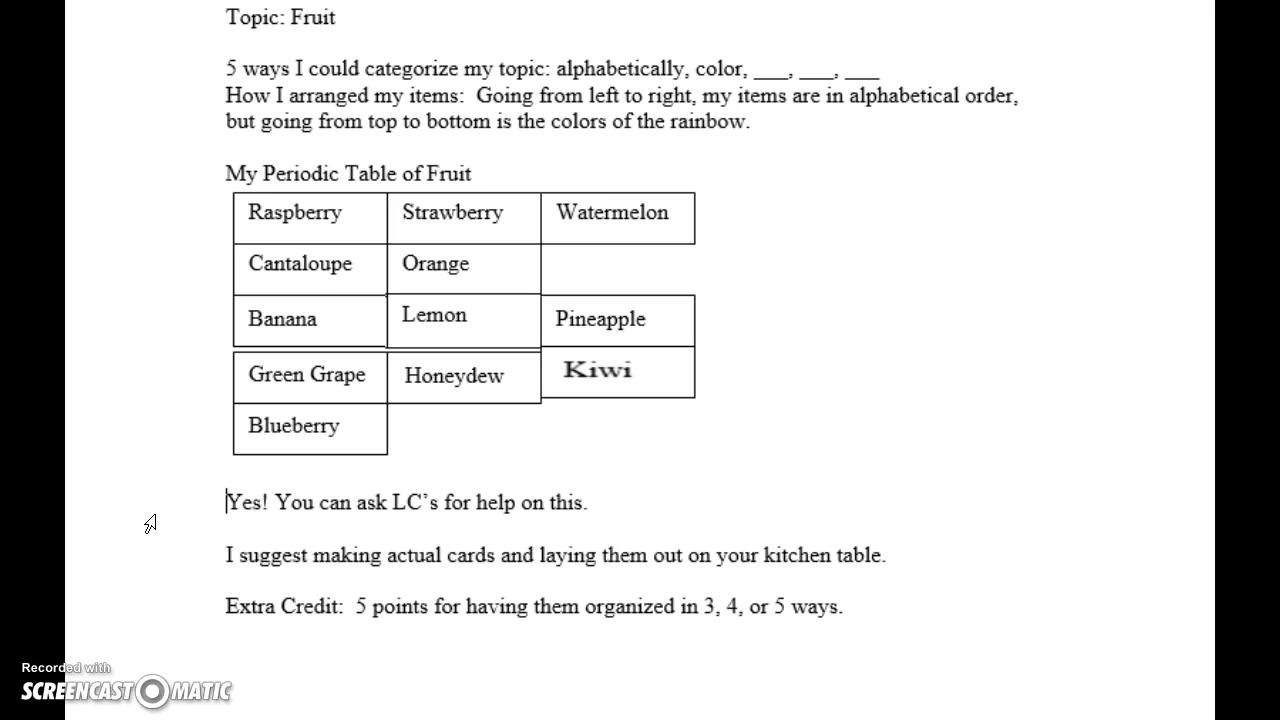 Topic: Fruit
5 ways I could categorize my topic: alphabetically, color, ___, ___, ___
How I arranged my items:  Going from left to right, my items are in alphabetical order,
but going from top to bottom is the colors of the rainbow.
My Periodic Table of Fruit
Raspberry Strawberry Watermelon
Cantaloupe Orange
Banana Lemon Pineapple
Green Grape Honeydew Kiwi
Blueberry
Yes! You can ask LC’s for help on this.
I suggest making actual cards and laying them out on your kitchen table.
Extra Credit:  5 points for having them organized in 3, 4, or 5 ways.
Recorded with
SCREENCAST O MATIC